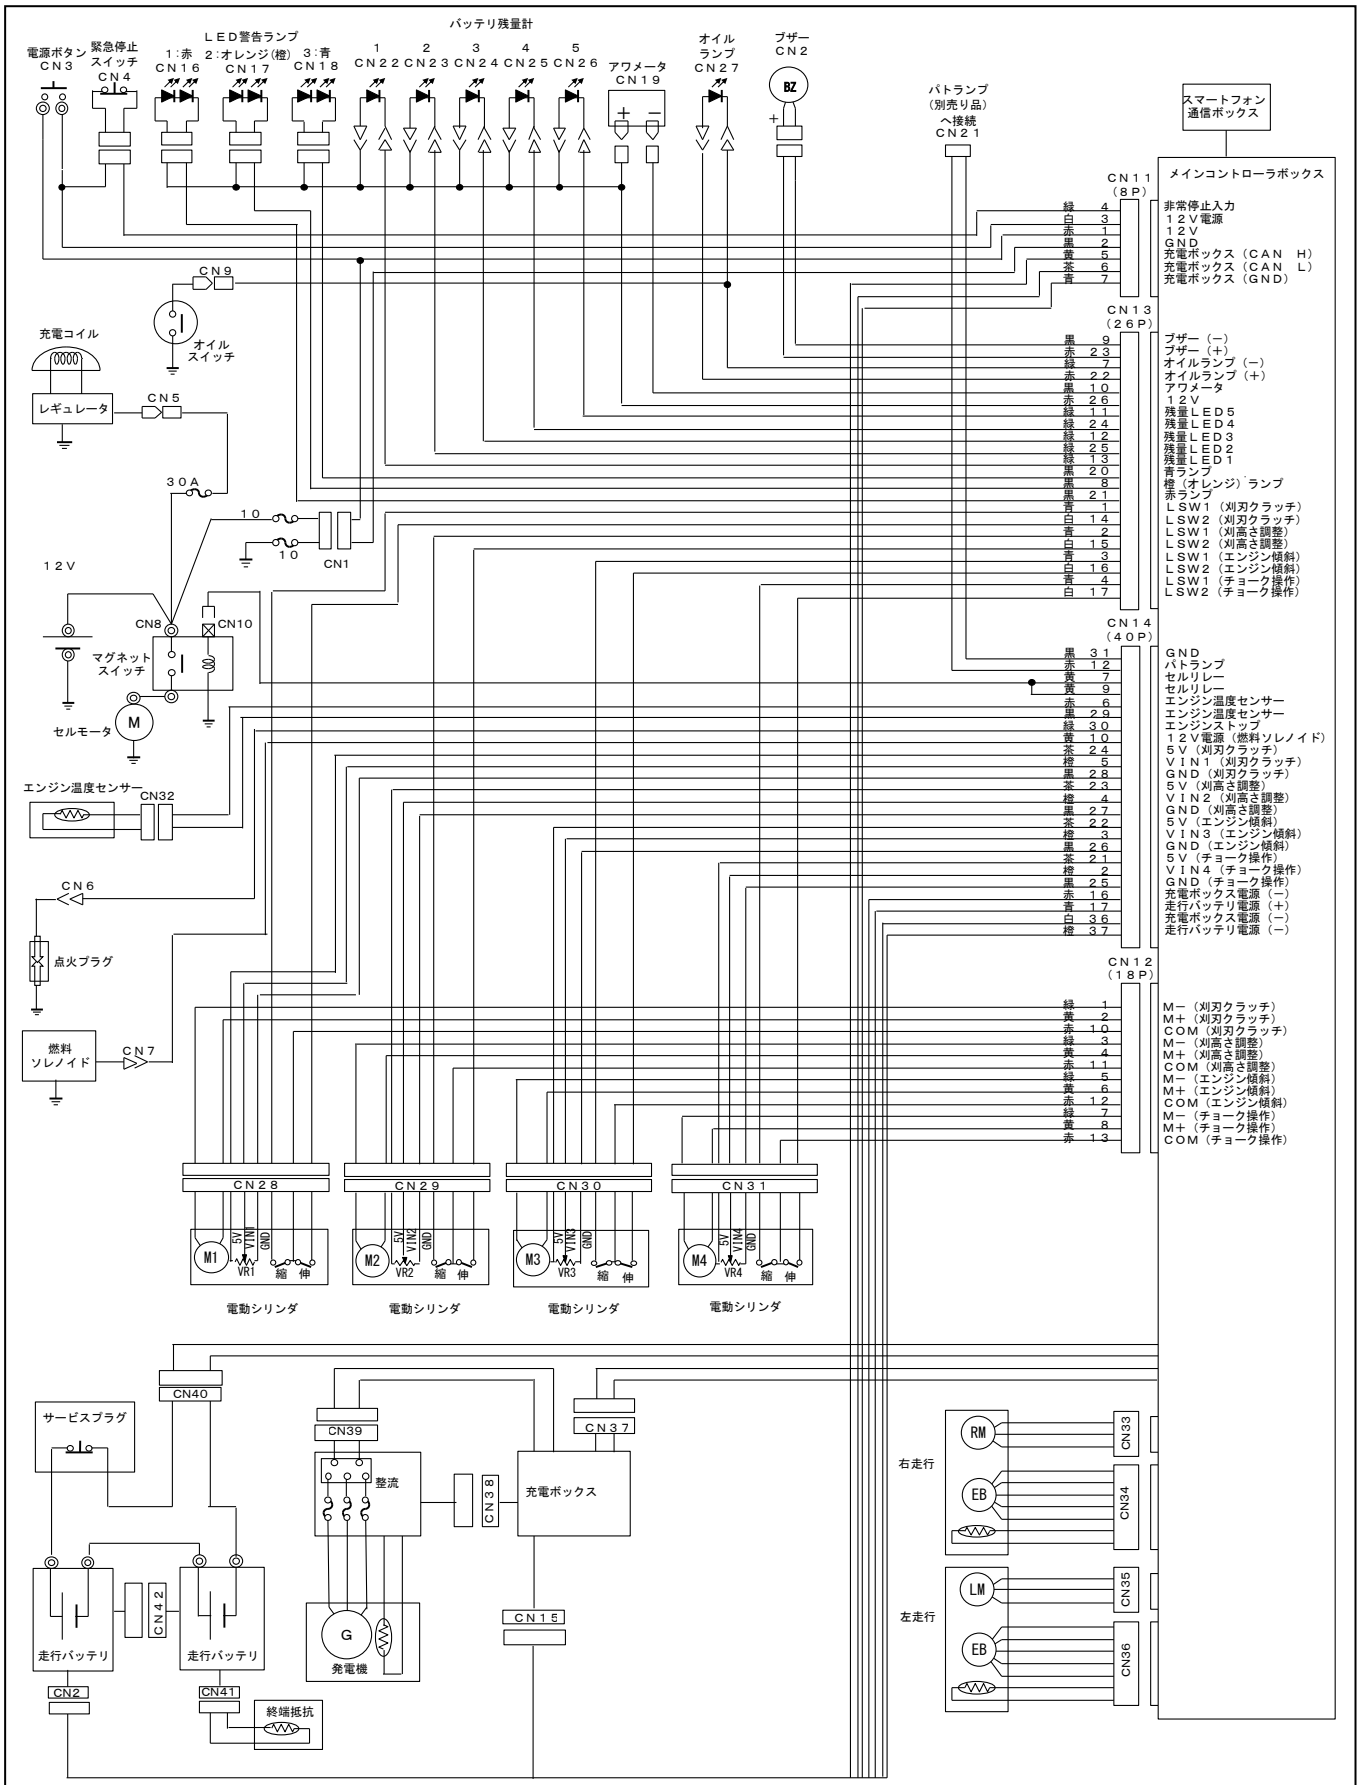 バッテリ残量計
電源ボタン
CN3
緊急停止
スイッチ
CN4
LED警告ランプ
1:赤
CN16
2:オレンジ(橙)
CN17
3:青
CN18
1
CN22
2
CN23
3
CN24
4
CN25
5
CN26
アワメータ
CN19
+ −
オイル
ランプ
CN27
ブザー
CN2
BZ
+
パトランプ
(別売り品)
へ接続
CN21
スマートフォン
通信ボックス
メインコントローラボックス
CN11
(8P)
緑 4 非常停止入力
白 3 12V電源
赤 1 12V
黒 2 GND
黄 5 充電ボックス(CAN H)
茶 6 充電ボックス(CAN L)
青 7 充電ボックス(GND)
CN13
(26P)
黒 9 ブザー(−)
赤 23 ブザー(+)
緑 7 オイルランプ(−)
赤 22 オイルランプ(+)
黒 10 アワメータ
赤 26 12V
緑 11 残量LED5
緑 24 残量LED4
緑 12 残量LED3
緑 25 残量LED2
緑 13 残量LED1
黒 20 青ランプ
黒 8 橙(オレンジ)ランプ
黒 21 赤ランプ
青 1 LSW1(刈刃クラッチ)
白 14 LSW2(刈刃クラッチ)
青 2 LSW1(刈高さ調整)
白 15 LSW2(刈高さ調整)
青 3 LSW1(エンジン傾斜)
白 16 LSW2(エンジン傾斜)
青 4 LSW1(チョーク操作)
白 17 LSW2(チョーク操作)
CN14
(40P)
黒 31 GND
赤 12 パトランプ
黄 7 セルリレー
黄 9 セルリレー
赤 6 エンジン温度センサー
黒 29 エンジン温度センサー
緑 30 エンジンストップ
黄 10 12V電源(燃料ソレノイド)
茶 24 5V(刈刃クラッチ)
橙 5 VIN1(刈刃クラッチ)
黒 28 GND(刈刃クラッチ)
茶 23 5V(刈高さ調整)
橙 4 VIN2(刈高さ調整)
黒 27 GND(刈高さ調整)
茶 22 5V(エンジン傾斜)
橙 3 VIN3(エンジン傾斜)
黒 26 GND(エンジン傾斜)
茶 21 5V(チョーク操作)
橙 2 VIN4(チョーク操作)
黒 25 GND(チョーク操作)
赤 16 充電ボックス電源(−)
青 17 走行バッテリ電源(+)
白 36 充電ボックス電源(−)
橙 37 走行バッテリ電源(−)
CN12
(18P)
緑 1 M−(刈刃クラッチ)
黄 2 M+(刈刃クラッチ)
赤 10 COM(刈刃クラッチ)
緑 3 M−(刈高さ調整)
黄 4 M+(刈高さ調整)
赤 11 COM(刈高さ調整)
緑 5 M−(エンジン傾斜)
黄 6 M+(エンジン傾斜)
赤 12 COM(エンジン傾斜)
緑 7 M−(チョーク操作)
黄 8 M+(チョーク操作)
赤 13 COM(チョーク操作)
CN9
オイル
スイッチ
充電コイル
レギュレータ
CN5
30A
10
10
CN1
12V
CN8
CN10
マグネット
スイッチ
M
セルモータ
エンジン温度センサー
CN32
CN6
点火プラグ
燃料
ソレノイド
CN7
CN28
M1
5V
VIN1
GND
VR1
縮 伸
電動シリンダ
CN29
M2
5V
VIN2
GND
VR2
縮 伸
電動シリンダ
CN30
M3
5V
VIN3
GND
VR3
縮 伸
電動シリンダ
CN31
M4
5V
VIN4
GND
VR4
縮 伸
電動シリンダ
CN40
サービスプラグ
CN39
整流
CN38
CN37
充電ボックス
走行バッテリ
CN42
走行バッテリ
CN2
CN41
終端抵抗
G
発電機
CN15
右走行
RM
CN33
EB
CN34
左走行
LM
CN35
EB
CN36